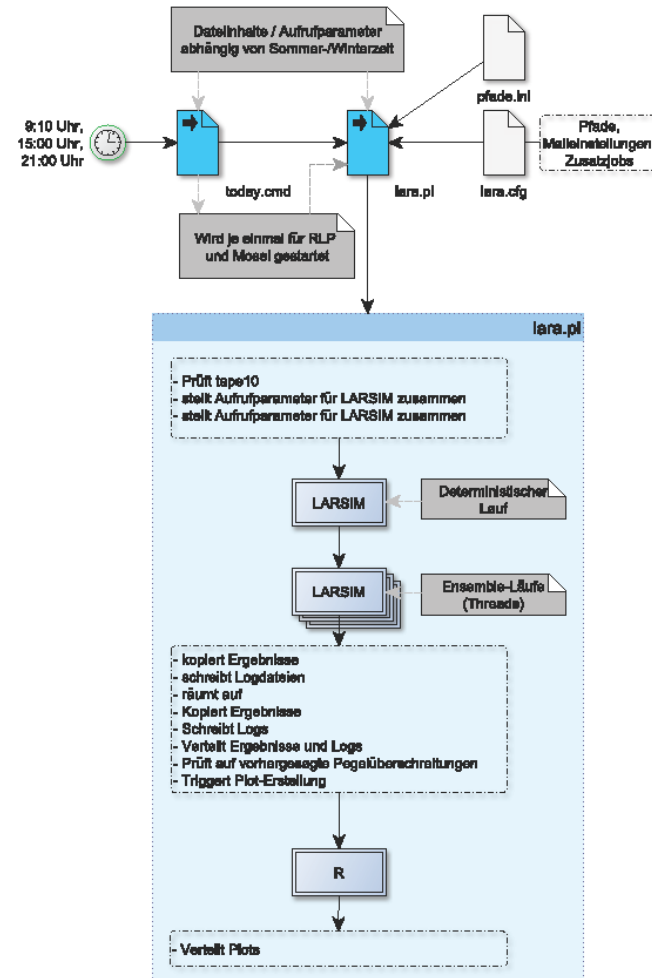 Dateiinhalte / Aufrufparameter
abhängig von Sommer-/Winterzeit
pfade.ini
9:10 Uhr,
15:00 Uhr,
21:00 Uhr
Pfade,
Maileinstellungen
Zusatzjobs
today.cmd
lara.pl
lara.cfg
Wird je einmal für RLP
und Mosel gestartet
lara.pl
- Prüft tape10
- stellt Aufrufparameter für LARSIM zusammen
- stellt Aufrufparameter für LARSIM zusammen
LARSIM
Deterministischer
Lauf
LARSIM
Ensemble-Läufe
(Threads)
- kopiert Ergebnisse
- schreibt Logdateien
- räumt auf
- Kopiert Ergebnisse
- Schreibt Logs
- Verteilt Ergebnisse und Logs
- Prüft auf vorhergesagte Pegelüberschreitungen
- Triggert Plot-Erstellung
R
- Verteilt Plots